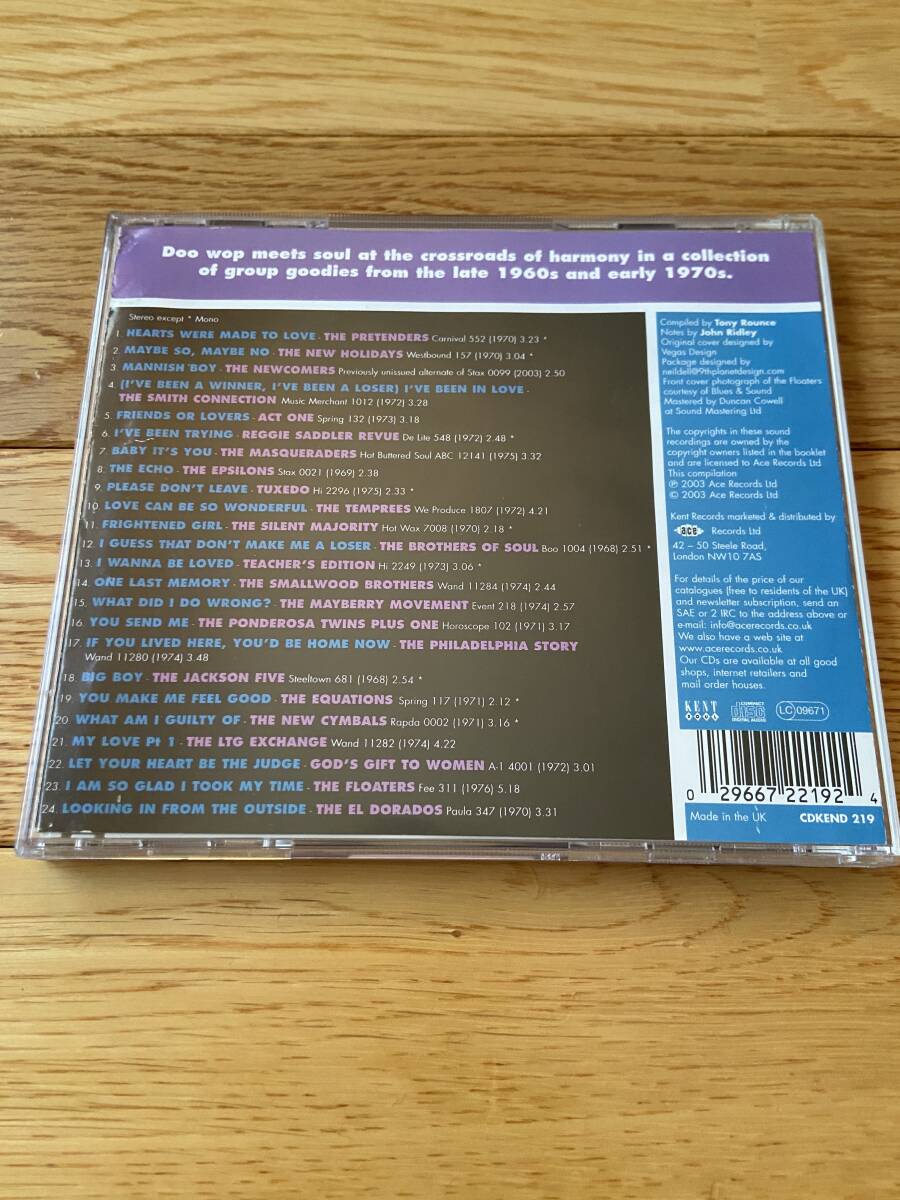 Doo wop meets soul at the crossroads of harmony in a collection
of group goodies from the late 1960s and early 1970s.
Stereo except * Mono
1. HEARTS WERE MADE TO LOVE · THE PRETENDERS Carnival 552 (1970) 3.23 *
2. MAYBE SO, MAYBE NO · THE NEW HOLIDAYS Westbound 157 (1970) 3.04 *
3. MANNISH BOY · THE NEWCOMERS Previously unissued alternate of Stax 0099 (2003) 2.50
4. (I'VE BEEN A WINNER, I'VE BEEN A LOSER) I'VE BEEN IN LOVE ·
THE SMITH CONNECTION Music Merchant 1012 (1972) 3.28
5. FRIENDS OR LOVERS · ACT ONE Spring 132 (1973) 3.18
6. I'VE BEEN TRYING · REGGIE SADDLER REVUE De Lite 548 (1972) 2.48 *
7. BABY IT'S YOU · THE MASQUERADERS Hot Buttered Soul ABC 12141 (1975) 3.32
8. THE ECHO · THE EPSILONS Stax 0021 (1969) 2.38
9. PLEASE DON'T LEAVE · TUXEDO Hi 2296 (1975) 2.33 *
10. LOVE CAN BE SO WONDERFUL · THE TEMPREES We Produce 1807 (1972) 4.21
11. FRIGHTENED GIRL · THE SILENT MAJORITY Hot Wax 7008 (1970) 2.18 *
12. I GUESS THAT DON'T MAKE ME A LOSER · THE BROTHERS OF SOUL Boo 1004 (1968) 2.51 *
13. I WANNA BE LOVED · TEACHER'S EDITION Hi 2249 (1973) 3.06 *
14. ONE LAST MEMORY · THE SMALLWOOD BROTHERS Wand 11284 (1974) 2.44
15. WHAT DID I DO WRONG? · THE MAYBERRY MOVEMENT Event 218 (1974) 2.57
16. YOU SEND ME · THE PONDEROSA TWINS PLUS ONE Horoscope 102 (1971) 3.17
17. IF YOU LIVED HERE, YOU'D BE HOME NOW · THE PHILADELPHIA STORY
Wand 11280 (1974) 3.48
18. BIG BOY · THE JACKSON FIVE Steeltown 681 (1968) 2.54 *
19. YOU MAKE ME FEEL GOOD · THE EQUATIONS Spring 117 (1971) 2.12 *
20. WHAT AM I GUILTY OF · THE NEW CYMBALS Rapda 0002 (1971) 3.16 *
21. MY LOVE Pt 1 · THE LTG EXCHANGE Wand 11282 (1974) 4.22
22. LET YOUR HEART BE THE JUDGE · GOD'S GIFT TO WOMEN A-1 4001 (1972) 3.01
23. I AM SO GLAD I TOOK MY TIME · THE FLOATERS Fee 311 (1976) 5.18
24. LOOKING IN FROM THE OUTSIDE · THE EL DORADOS Paula 347 (1970) 3.31
Compiled by Tony Rounce
Notes by John Ridley
Original cover designed by
Vegas Design
Package designed by
neildell@9thplanetdesign.com
Front cover photograph of the Floaters
courtesy of Blues & Sound
Mastered by Duncan Cowell
at Sound Mastering Ltd
The copyrights in these sound
recordings are owned by the
copyright owners listed in the booklet
and are licensed to Ace Records Ltd
This compilation
℗ 2003 Ace Records Ltd
© 2003 Ace Records Ltd
Kent Records marketed & distributed by
ace Records Ltd
42 – 50 Steele Road,
London NW10 7AS
For details of the price of our
catalogues (free to residents of the UK)
and newsletter subscription, send an
SAE or 2 IRC to the address above or
e-mail: info@acerecords.co.uk
We also have a web site at
www.acerecords.co.uk
Our CDs are available at all good
shops, internet retailers and
mail order houses.
KENT SOUL COMPACT disc DIGITAL AUDIO LC 09671
0 29667 22192 4
Made in the UK CDKEND 219